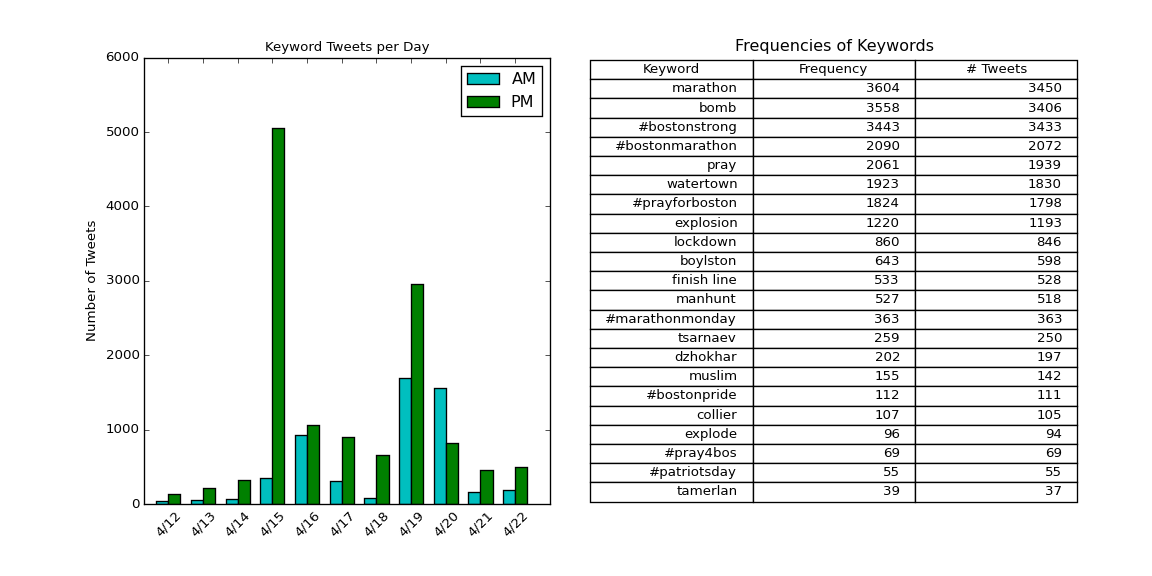 Keyword Tweets per Day
6000
5000
4000
3000
2000
1000
0
Number of Tweets
AM
PM
4/12 4/13 4/14 4/15 4/16 4/17 4/18 4/19 4/20 4/21 4/22
Frequencies of Keywords
Keyword Frequency # Tweets
marathon 3604 3450
bomb 3558 3406
#bostonstrong 3443 3433
#bostonmarathon 2090 2072
pray 2061 1939
watertown 1923 1830
#prayforboston 1824 1798
explosion 1220 1193
lockdown 860 846
boylston 643 598
finish line 533 528
manhunt 527 518
#marathonmonday 363 363
tsarnaev 259 250
dzhokhar 202 197
muslim 155 142
#bostonpride 112 111
collier 107 105
explode 96 94
#pray4bos 69 69
#patriotsday 55 55
tamerlan 39 37